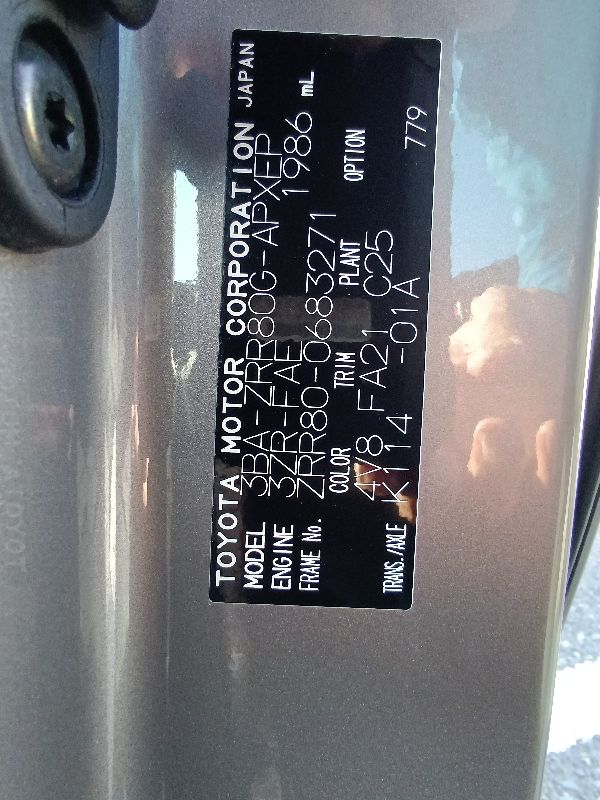 TOYOTA MOTOR CORPORATION JAPAN
MODEL 3BA-ZRR80G-APXEP
ENGINE 3ZR-FAE 1986 mL
FRAME No. ZRR80-0683271
COLOR TRIM PLANT OPTION
4V8 FA21 C25
TRANS./AXLE K114 -01A
779